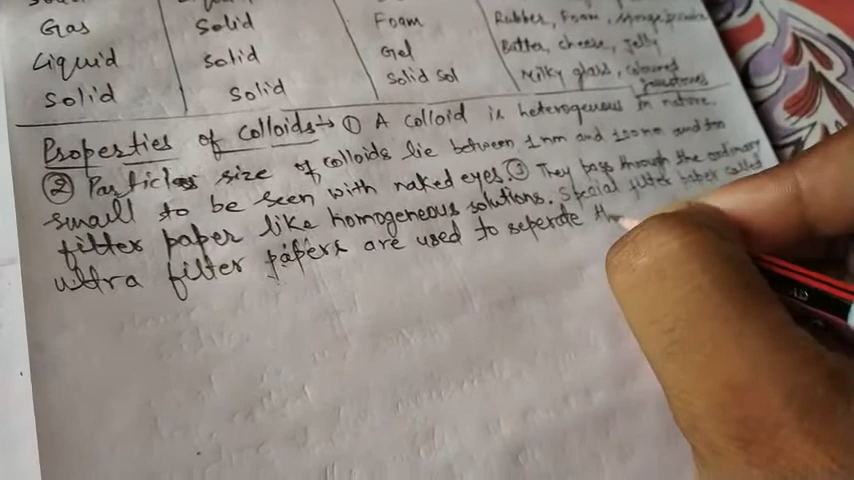 Gas Solid Foam Rubber, Foam,
Liquid Solid Gel Butter, cheese, Jelly
Solid Solid Solid Sol Milky glass, coloured
gemstones
Properties of colloids:→ ① A colloid is heterogenous in nature.
② Particles size of colloids lie between 1nm and 100nm and too
small to be seen with naked eyes. ③ They pass through the ordinary
filter paper like homogeneous solutions. Special filter paper called
ultra filter papers are used to seperate